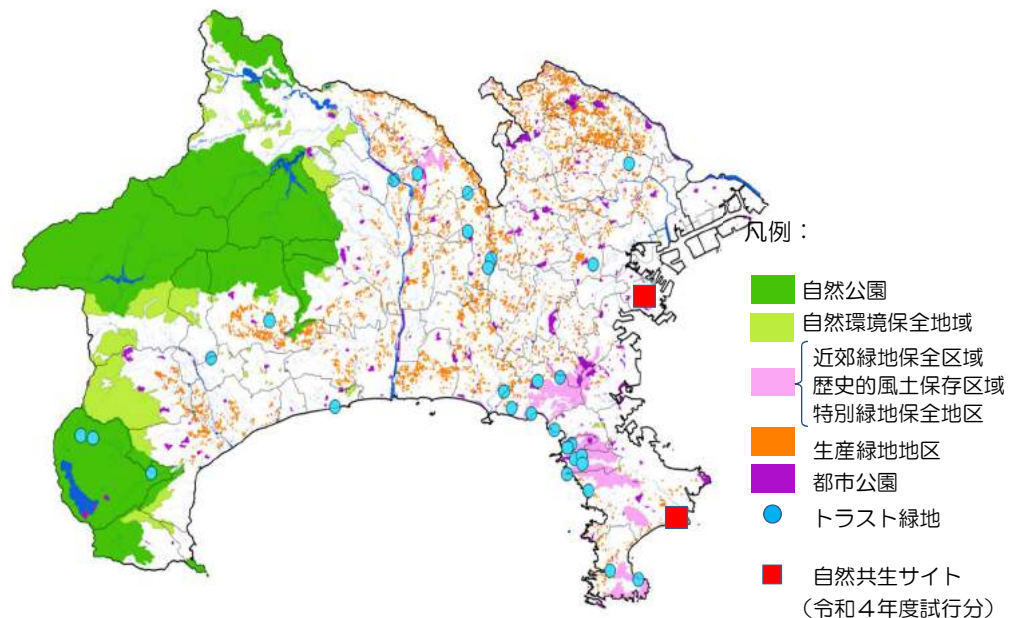 凡例：
自然公園
自然環境保全地域
近郊緑地保全区域
歴史的風土保存区域
特別緑地保全地区
生産緑地地区
都市公園
トラスト緑地
自然共生サイト
（令和４年度試行分）